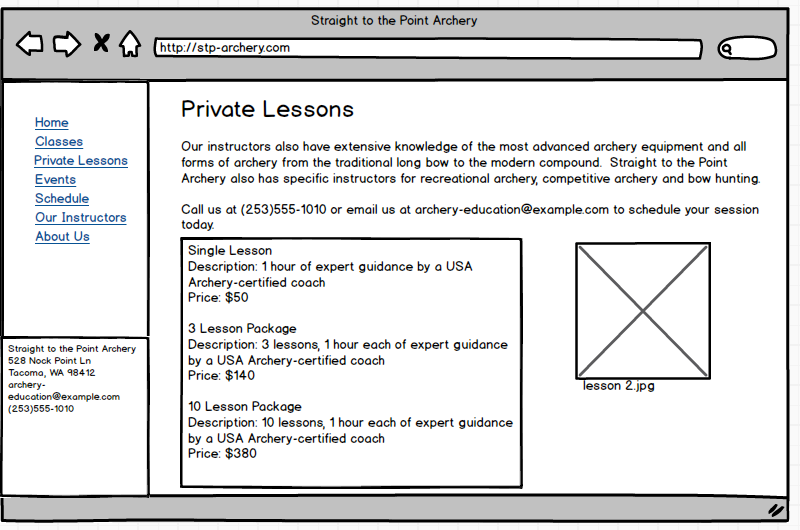 Straight to the Point Archery
http://stp-archery.com
Home
Classes
Private Lessons
Events
Schedule
Our Instructors
About Us
Straight to the Point Archery
528 Nock Point Ln
Tacoma, WA 98412
archery-
education@example.com
(253)555-1010
Private Lessons
Our instructors also have extensive knowledge of the most advanced archery equipment and all
forms of archery from the traditional long bow to the modern compound. Straight to the Point
Archery also has specific instructors for recreational archery, competitive archery and bow hunting.
Call us at (253)555-1010 or email us at archery-education@example.com to schedule your session
today.
Single Lesson
Description: 1 hour of expert guidance by a USA
Archery-certified coach
Price: $50
3 Lesson Package
Description: 3 lessons, 1 hour each of expert guidance
by a USA Archery-certified coach
Price: $140
10 Lesson Package
Description: 10 lessons, 1 hour each of expert guidance
by a USA Archery-certified coach
Price: $380
lesson 2.jpg